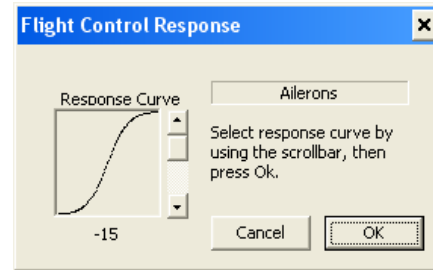 Flight Control Response
Response Curve
Ailerons
Select response curve by
using the scrollbar, then
press Ok.
-15
Cancel
OK